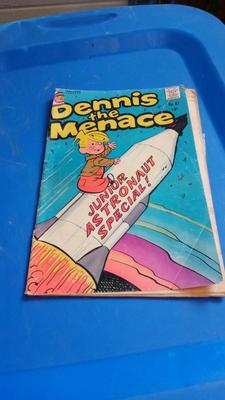 Dennis
the
Menace
JUNIOR
ASTRONAUT
SPECIAL!